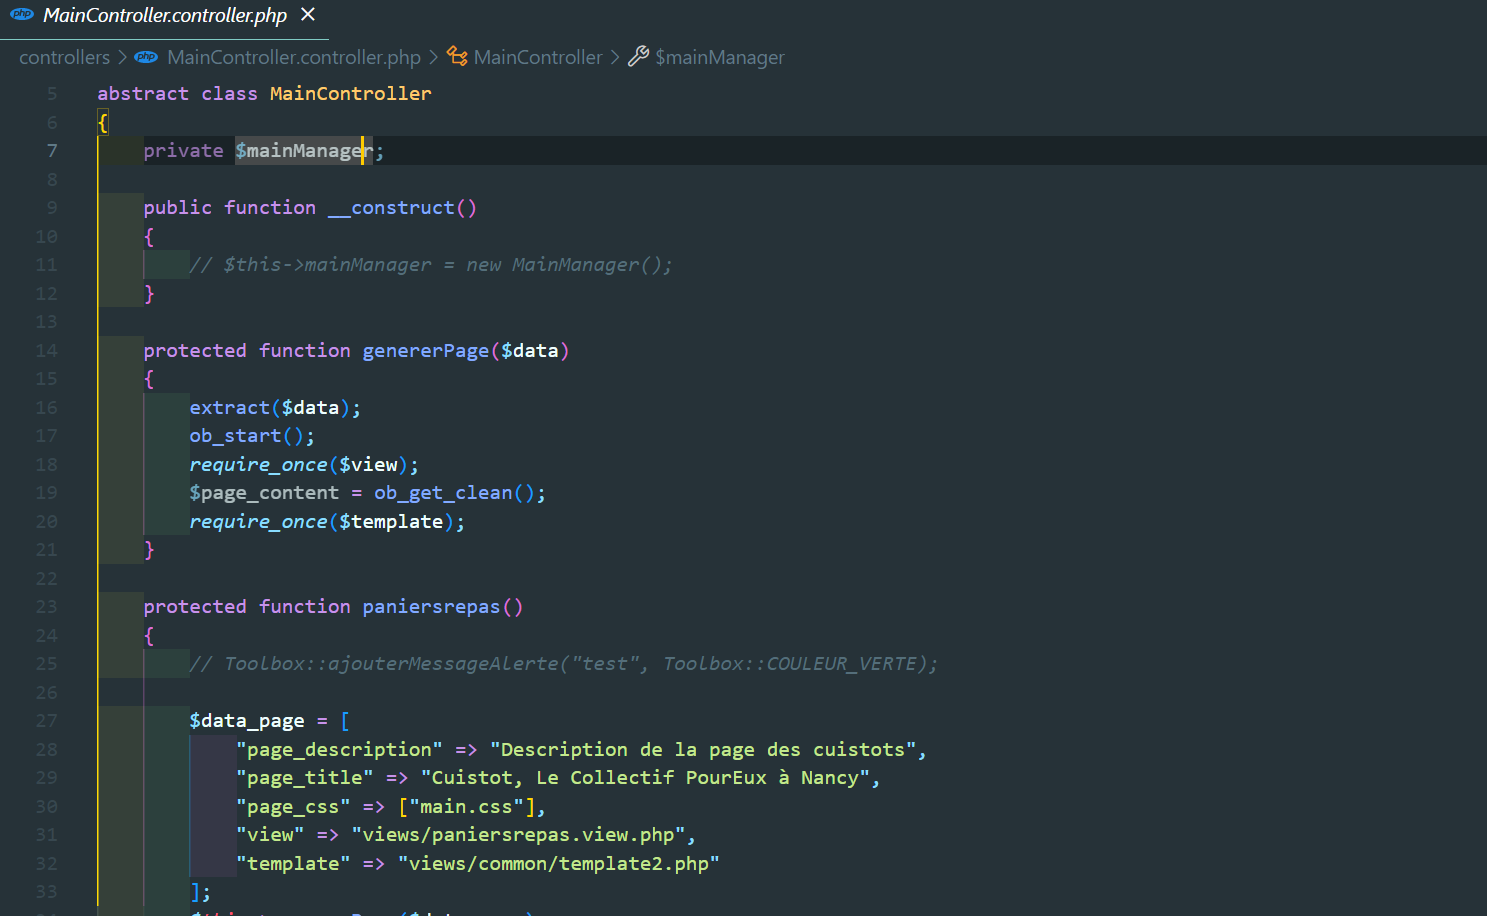 php MainController.controller.php ×
controllers > php MainController.controller.php > MainController > $mainManager
5 abstract class MainController
6 {
7     private $mainManager;
8
9     public function __construct()
10     {
11         // $this->mainManager = new MainManager();
12     }
13
14     protected function genererPage($data)
15     {
16         extract($data);
17         ob_start();
18         require_once($view);
19         $page_content = ob_get_clean();
20         require_once($template);
21     }
22
23     protected function paniersrepas()
24     {
25         // Toolbox::ajouterMessageAlerte("test", Toolbox::COULEUR_VERTE);
26
27         $data_page = [
28             "page_description" => "Description de la page des cuistots",
29             "page_title" => "Cuistot, Le Collectif PourEux à Nancy",
30             "page_css" => ["main.css"],
31             "view" => "views/paniersrepas.view.php",
32             "template" => "views/common/template2.php"
33         ];